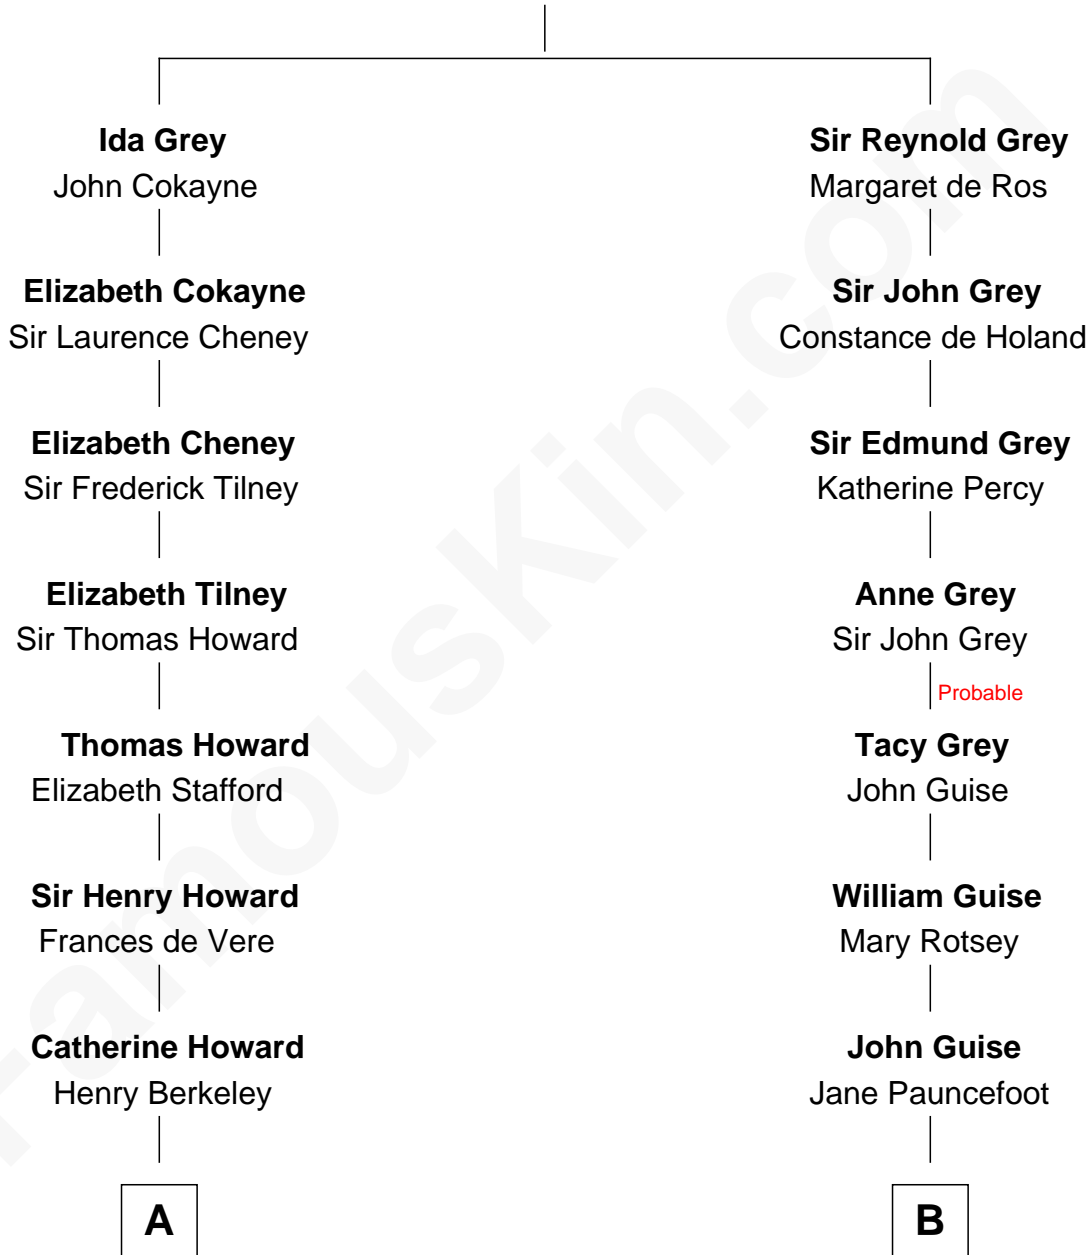 Ida Grey
John Cokayne
Elizabeth Cokayne
Sir Laurence Cheney
Elizabeth Cheney
Sir Frederick Tilney
Elizabeth Tilney
Sir Thomas Howard
Thomas Howard
Elizabeth Stafford
Sir Henry Howard
Frances de Vere
Catherine Howard
Henry Berkeley
A
Sir Reynold Grey
Margaret de Ros
Sir John Grey
Constance de Holand
Sir Edmund Grey
Katherine Percy
Anne Grey
Sir John Grey
Probable
Tacy Grey
John Guise
William Guise
Mary Rotsey
John Guise
Jane Pauncefoot
B
FamousKin.com